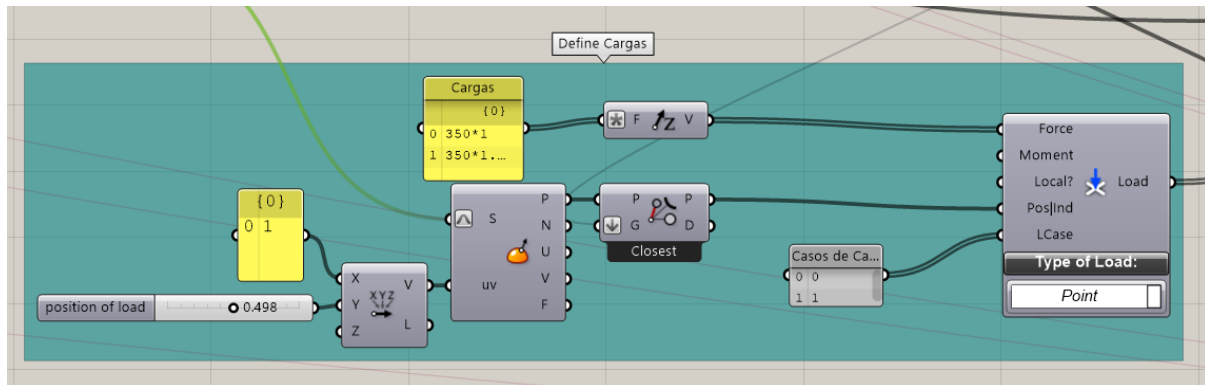 Define Cargas
Cargas
{0}
0 350*1
1 350*1....
F Z V
{0}
0 1
position of load
0.498
X
Y
Z
XYZ
V
L
S
uv
P
N
U
V
F
P P
G D
Closest
Casos de Ca...
0 0
1 1
Force
Moment
Local?
Pos|Ind
LCase
Load
Type of Load:
Point